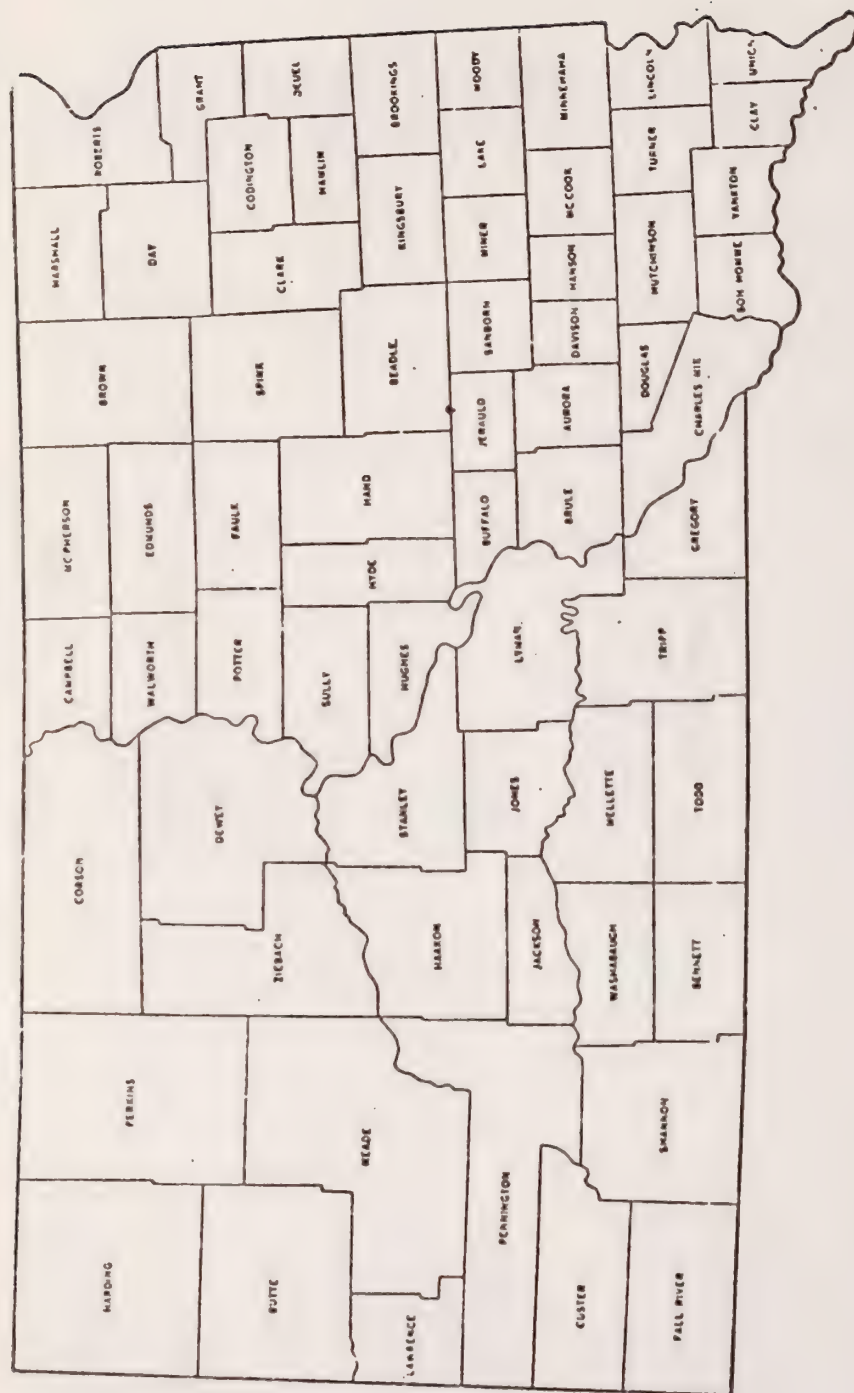 HARDING
PERKINS
CORSON
CAMPBELL
MCPHERSON
BROWN
MARSHALL
ROBERTS
WALWORTH
EDMUNDS
DAY
GRANT
BUTTE
DEWEY
POTTER
FAULK
SPINK
CODINGTON
DEUEL
CLARK
HAMLIN
MEADE
ZIEBACH
SULLY
HYDE
HAND
BEADLE
KINGSBURY
BROOKINGS
LAWRENCE
HAAKON
STANLEY
HUGHES
BUFFALO
JERAULD
SANBORN
MINER
LAKE
MOODY
PENNINGTON
JACKSON
JONES
LYMAN
BRULE
AURORA
DAVISON
HANSON
MC COOK
MINNEHAHA
CUSTER
WASHABAUGH
MELLETTE
TRIPP
GREGORY
CHARLES MIX
DOUGLAS
HUTCHINSON
TURNER
LINCOLN
FALL RIVER
SHANNON
BENNETT
TODD
BON HOMME
YANKTON
CLAY
UNION